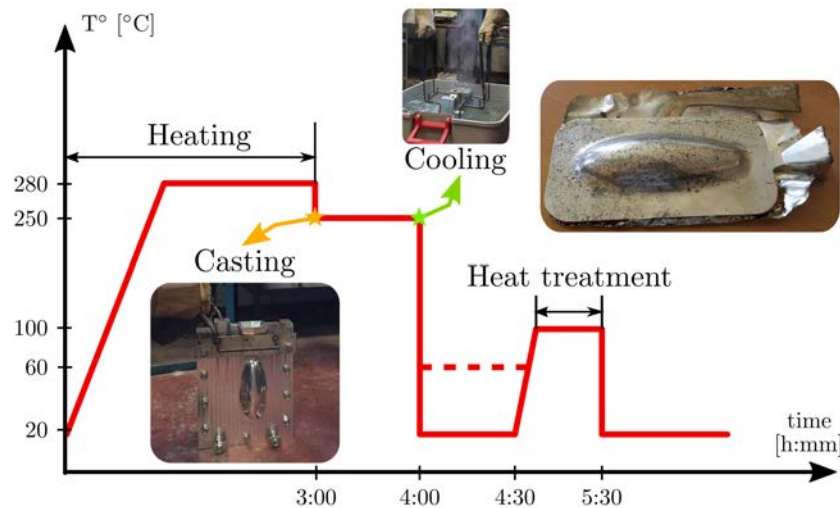 T° [°C]
Heating
Cooling
280
250
Casting
Heat treatment
100
60
20
time
[h:mm]
3:00
4:00
4:30
5:30